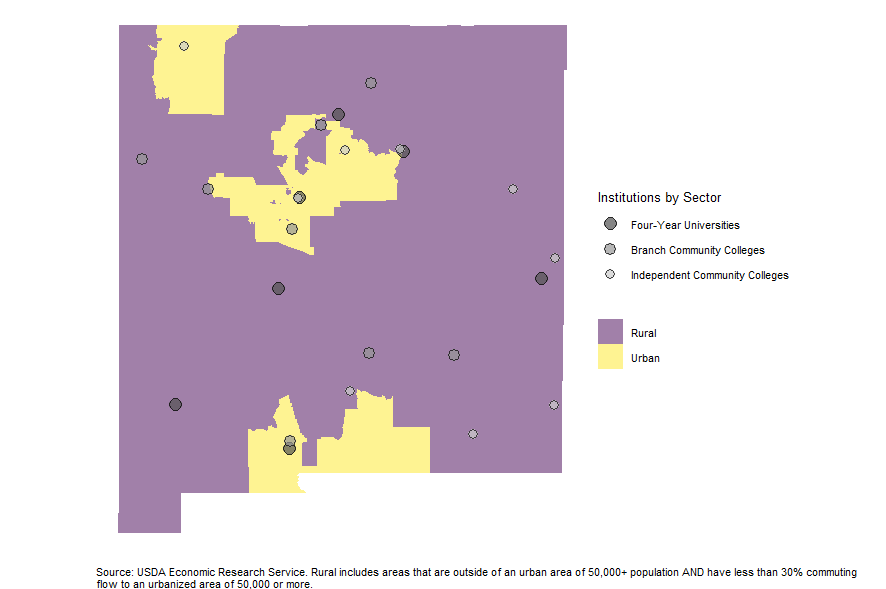 Institutions by Sector
Four-Year Universities
Branch Community Colleges
Independent Community Colleges
Rural
Urban
Source: USDA Economic Research Service. Rural includes areas that are outside of an urban area of 50,000+ population AND have less than 30% commuting
flow to an urbanized area of 50,000 or more.